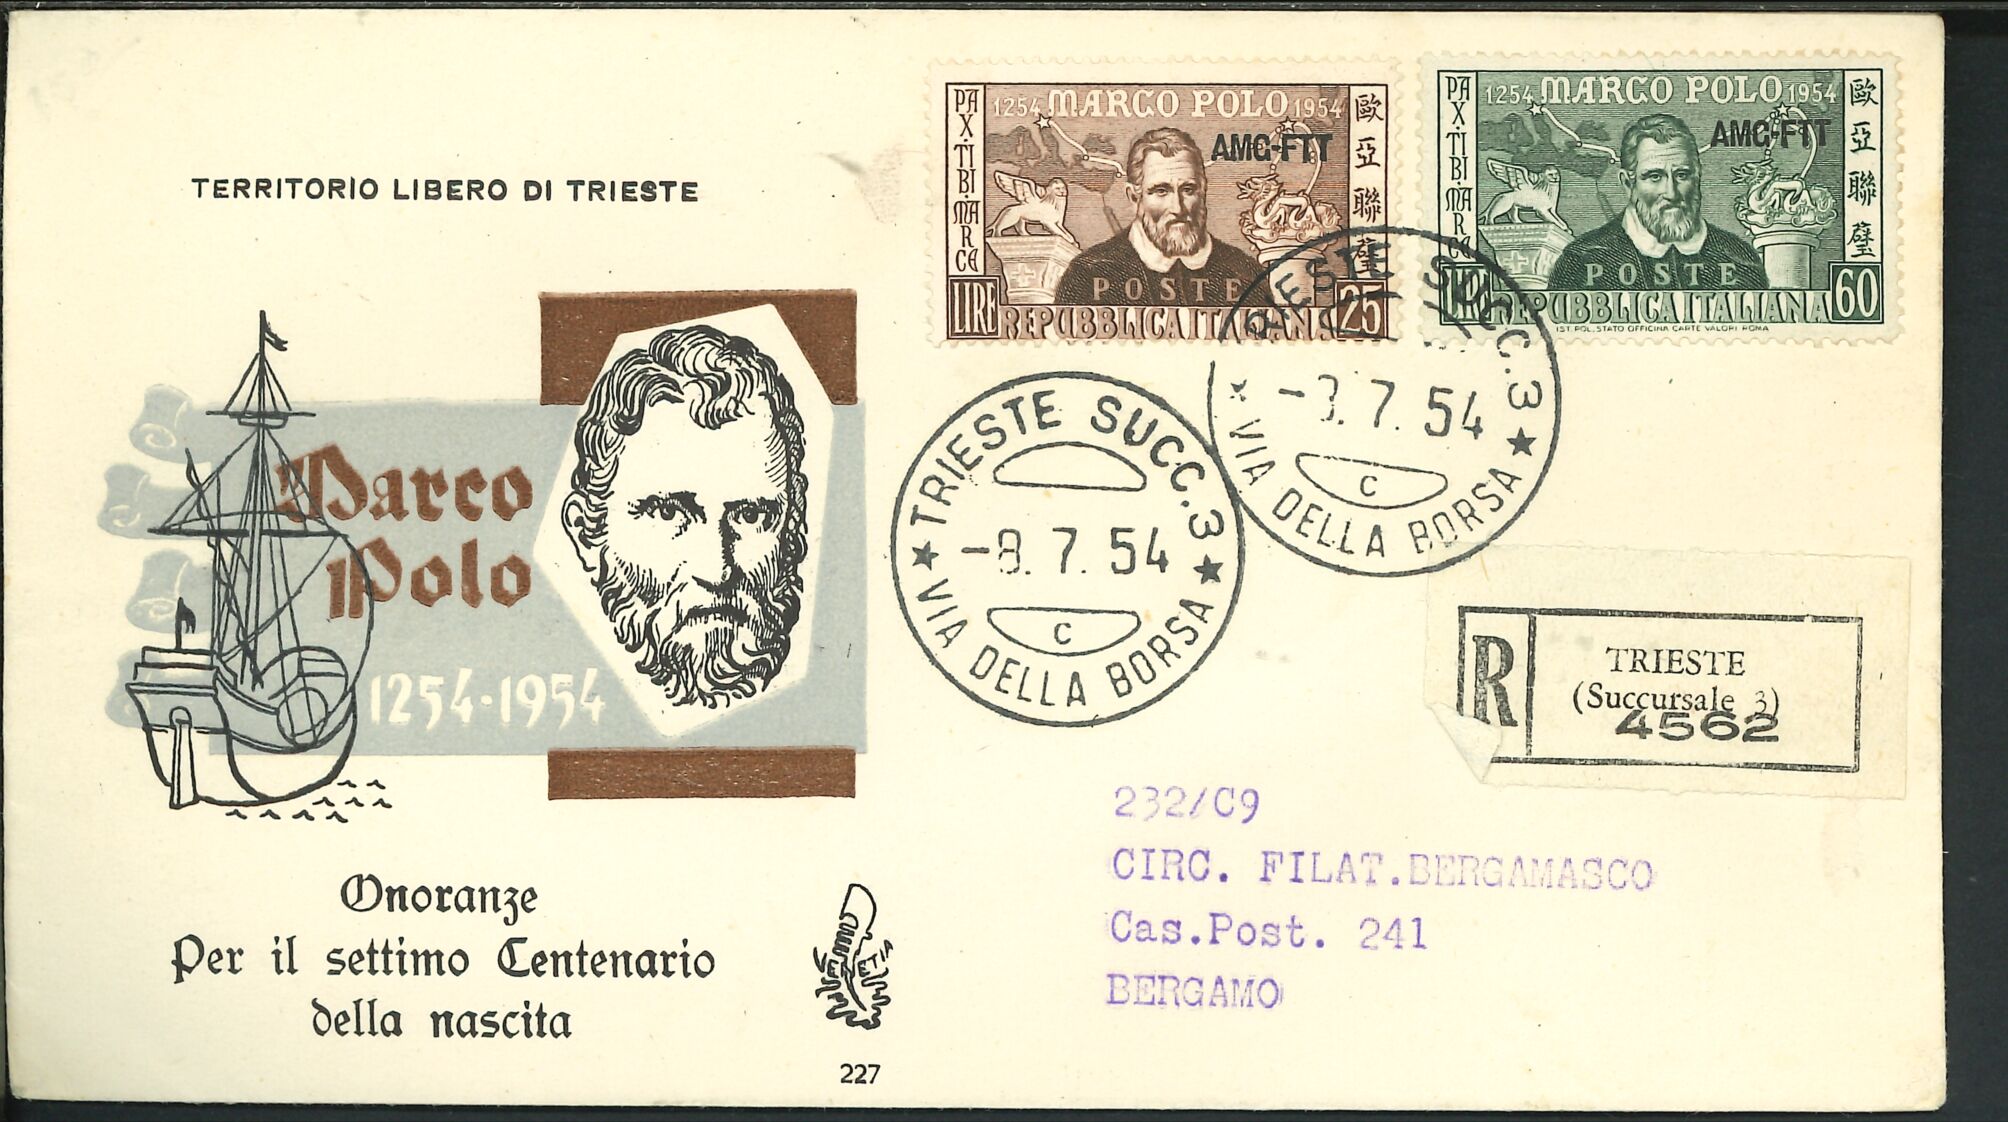 TERRITORIO LIBERO DI TRIESTE
Marco
Polo
1254-1954
Onoranze
Per il settimo Centenario
della nascita
227
1254 MARCO POLO 1954
PAX·TIBI·MARCE
歐亞聯璧
AMG-FTT
POSTE
LIRE REPUBBLICA ITALIANA 25
1254 MARCO POLO 1954
PAX·TIBI·MARCE
歐亞聯璧
AMG-FTT
POSTE
LIRE REPUBBLICA ITALIANA 60
IST. POL. STATO OFFICINA CARTE VALORI ROMA
TRIESTE SUCC. 3
-8.7.54
C
VIA DELLA BORSA
TRIESTE SUCC. 3
-8.7.54
C
VIA DELLA BORSA
R
TRIESTE
(Succursale 3)
4562
232/C9
CIRC. FILAT.BERGAMASCO
Cas.Post. 241
BERGAMO